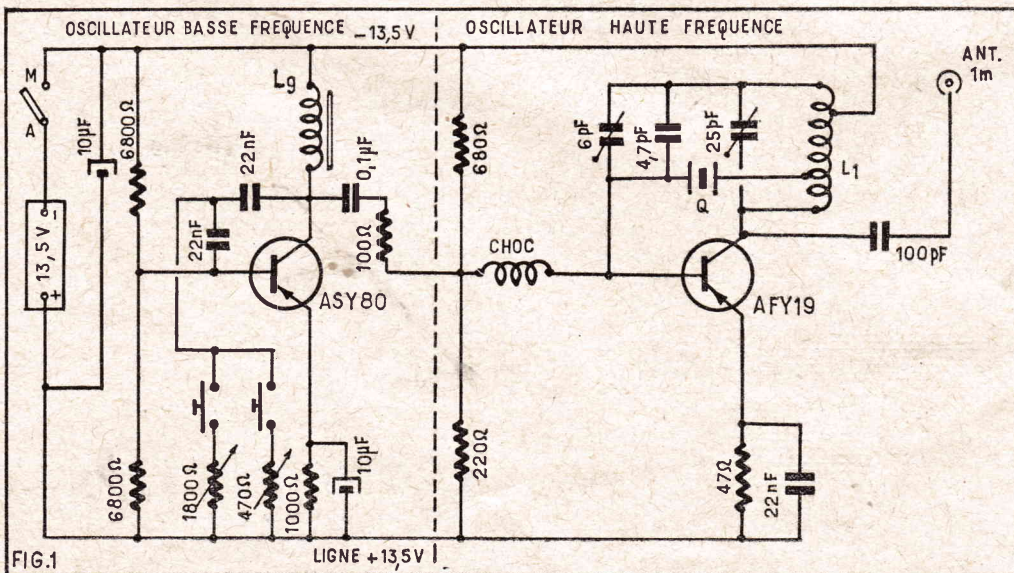 OSCILLATEUR BASSE FREQUENCE
-13,5V
OSCILLATEUR HAUTE FREQUENCE
ANT.
1m
M
A
10µF
6800Ω
L9
22nF
0,1µF
22nF
100Ω
680Ω
6pF
4,7pF
25pF
L1
Q
CHOC
100pF
-
13,5V
+
ASY80
AFY19
6800Ω
1800Ω
470Ω
1000Ω
10µF
220Ω
47Ω
22nF
FIG.1
LIGNE +13,5V